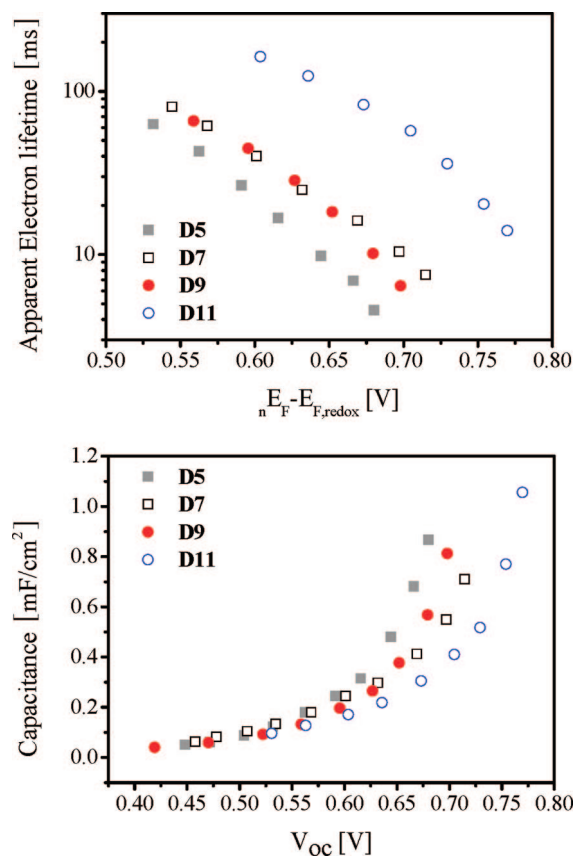 Apparent Electron lifetime [ms]
100
10
D5
D7
D9
D11
0.50 0.55 0.60 0.65 0.70 0.75 0.80
nEF-EF,redox [V]
Capacitance [mF/cm²]
1.2
1.0
0.8
0.6
0.4
0.2
0.0
D5
D7
D9
D11
0.40 0.45 0.50 0.55 0.60 0.65 0.70 0.75 0.80
VOC [V]